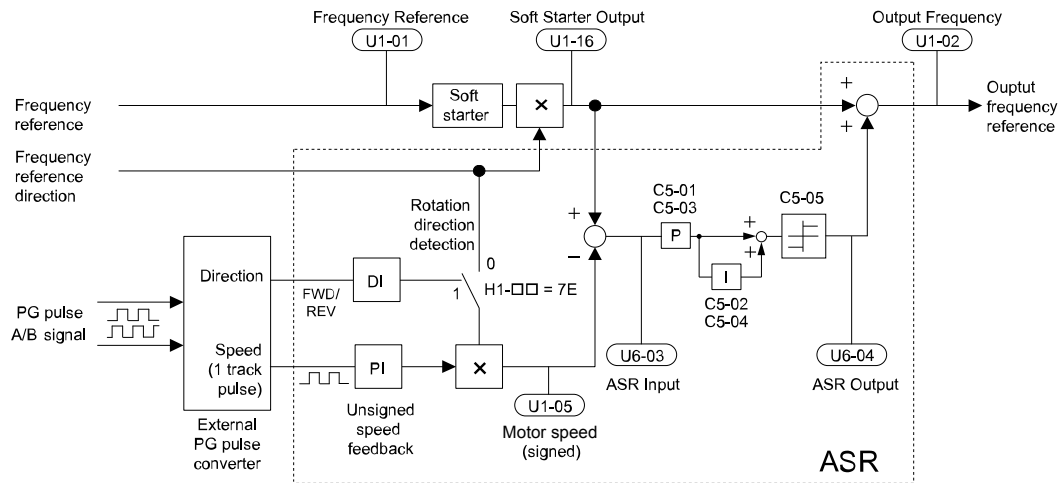 Frequency Reference
U1-01
Soft Starter Output
U1-16
Output Frequency
U1-02
Frequency
reference
Soft
starter
×
+
+
Ouptut
frequency
reference
Frequency
reference
direction
Rotation
direction
detection
C5-01
C5-03
C5-05
+
−
P
+
+
I
C5-02
C5-04
0
1
H1-□□ = 7E
Direction
FWD/
REV
DI
PG pulse
A/B signal
Speed
(1 track
pulse)
PI
×
U6-03
ASR Input
U6-04
ASR Output
U1-05
External
PG pulse
converter
Unsigned
speed
feedback
Motor speed
(signed)
ASR